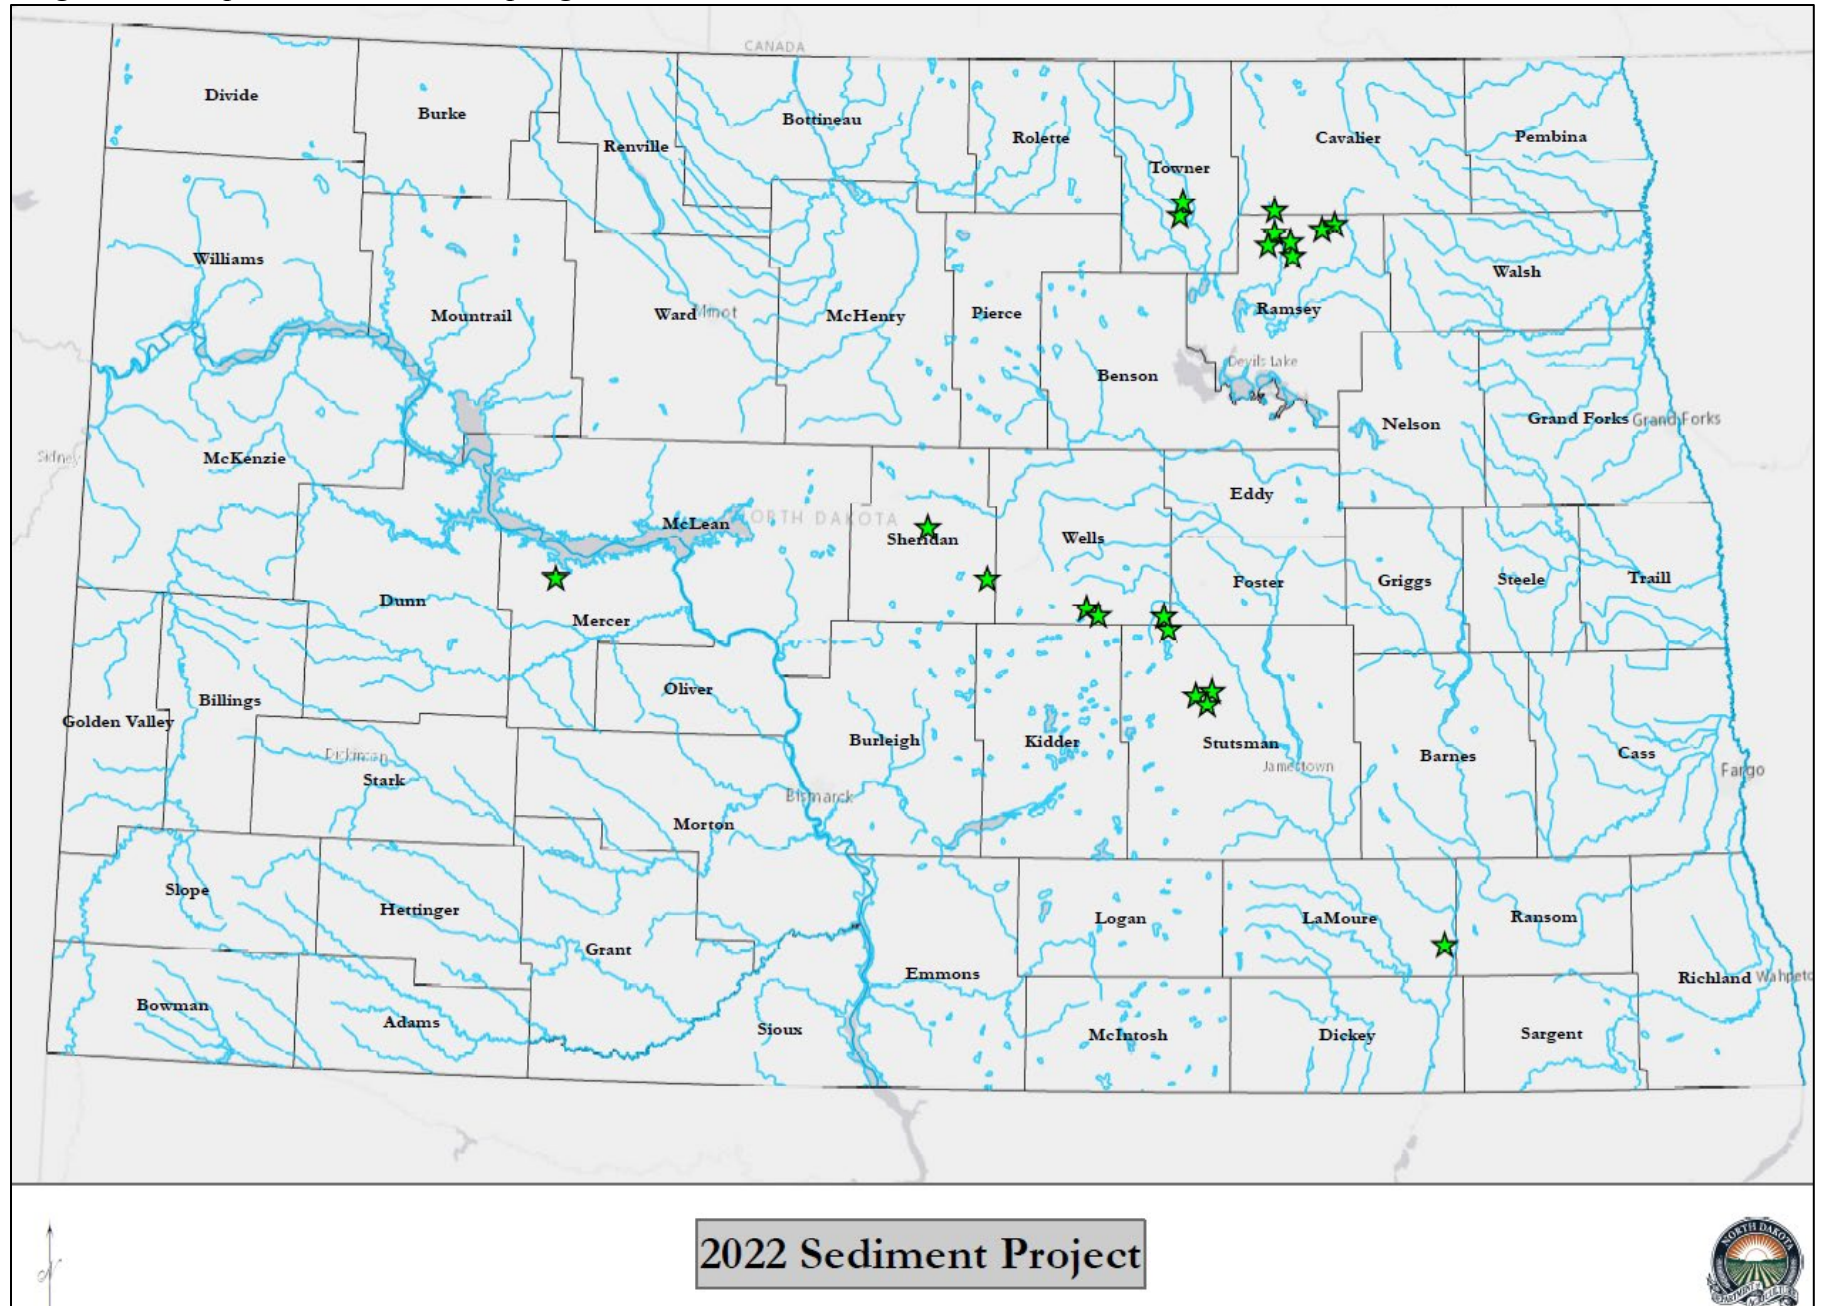 CANADA
Divide
Burke
Renville
Bottineau
Rolette
Towner
Cavalier
Pembina
Williams
Mountrail
Ward
Minot
McHenry
Pierce
Benson
Ramsey
Devils Lake
Walsh
Nelson
Grand Forks
Grand Forks
Sidney
McKenzie
McLean
NORTH DAKOTA
Sheridan
Wells
Eddy
Foster
Griggs
Steele
Traill
Dunn
Mercer
Oliver
Golden Valley
Billings
Dickinson
Stark
Burleigh
Kidder
Stutsman
Jamestown
Barnes
Cass
Fargo
Bismarck
Morton
Slope
Hettinger
Grant
Emmons
Logan
LaMoure
Ransom
Richland
Bowman
Adams
Sioux
McIntosh
Dickey
Sargent
N
2022 Sediment Project
NORTH DAKOTA